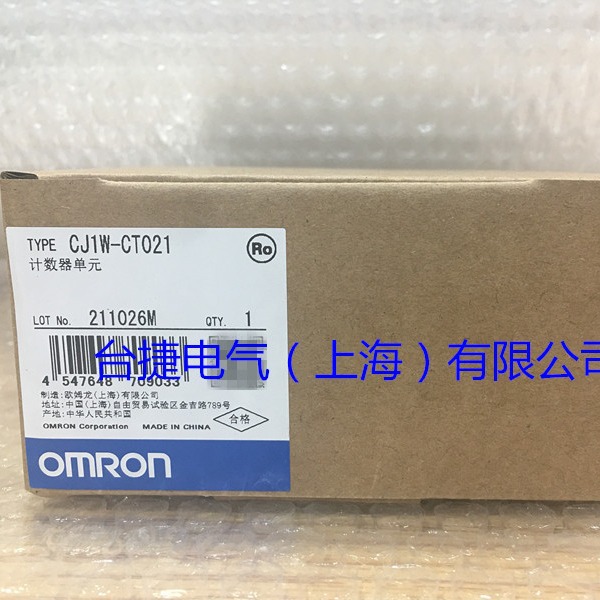 TYPE CJ1W-CT021
Ro
计数器单元
LOT No. 211026M QTY. 1
台捷电气（上海）有限公司
4 547648 709033
制造:欧姆龙(上海)有限公司
地址:中国(上海)自由贸易试验区金吉路789号
产地:中华人民共和国
合格
OMRON Corporation MADE IN CHINA
OMRON